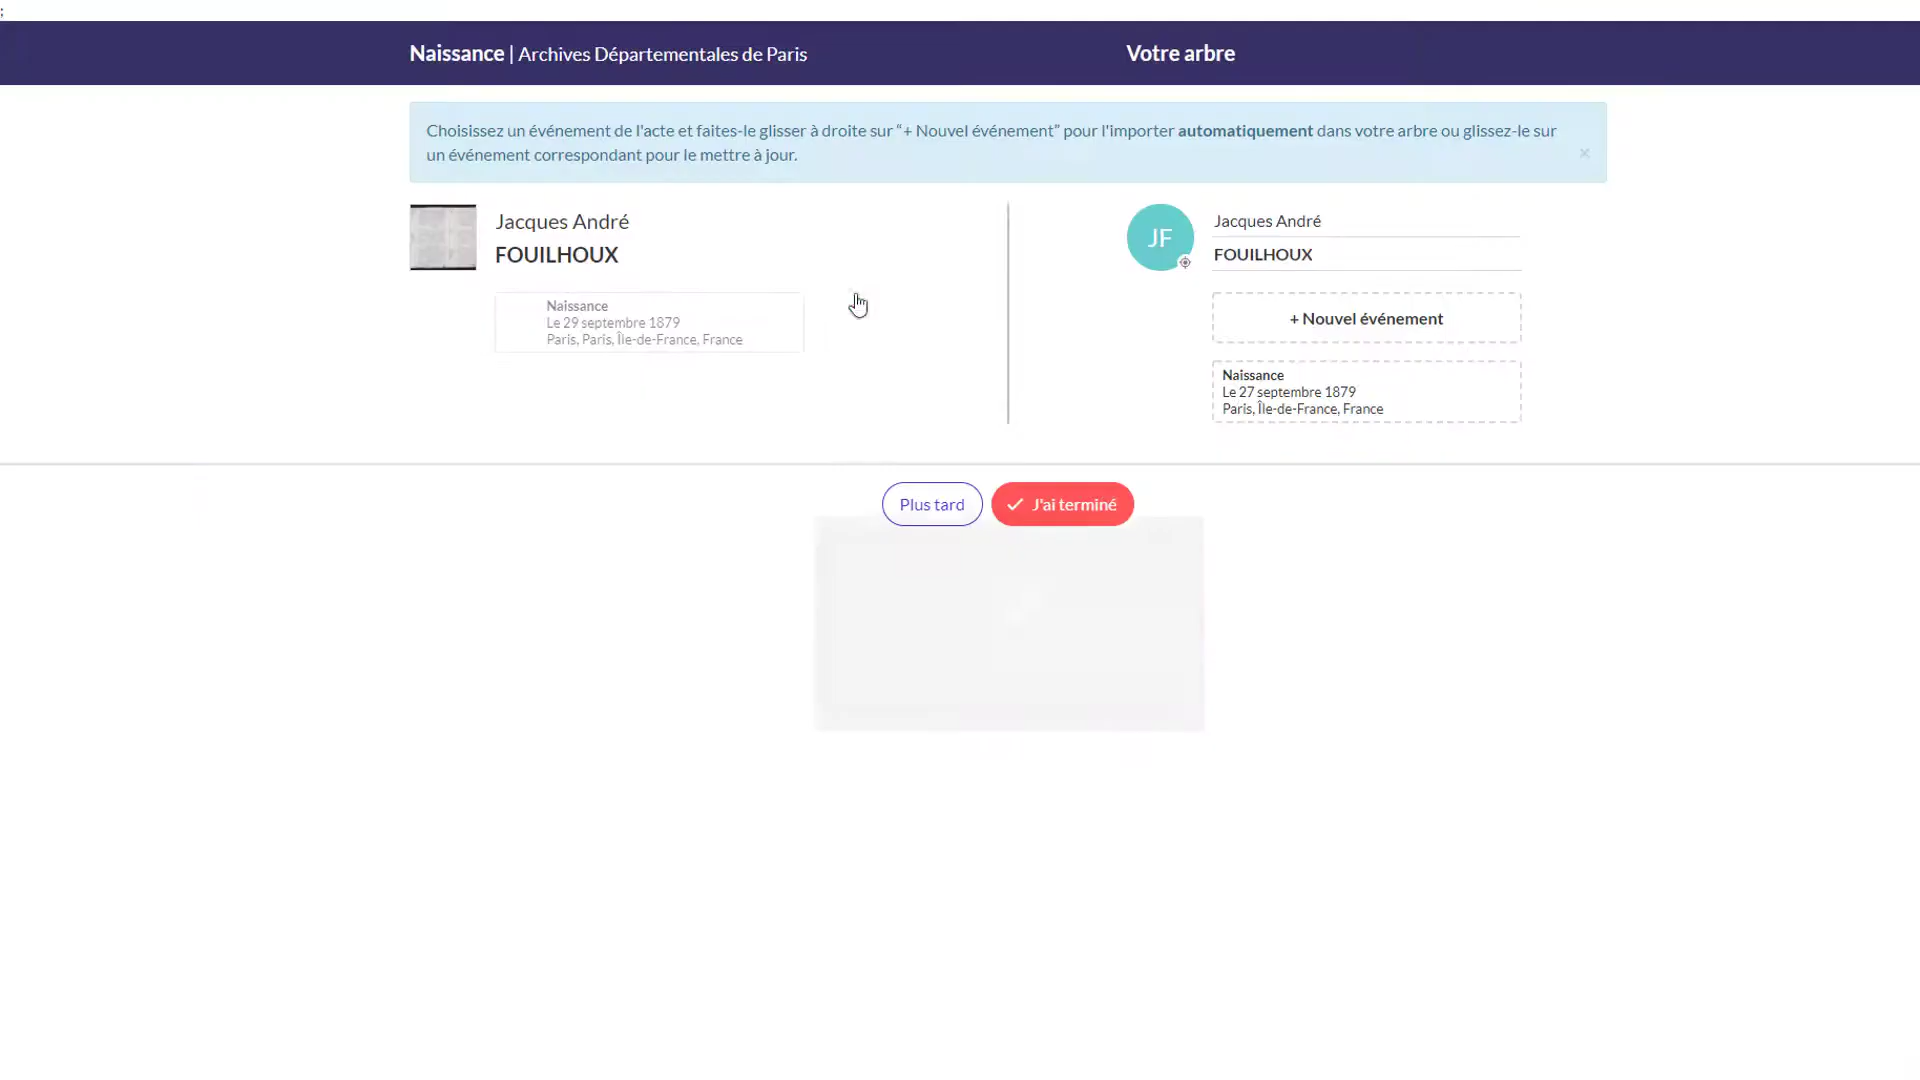 ;
Naissance | Archives Départementales de Paris
Votre arbre
Choisissez un événement de l'acte et faites-le glisser à droite sur “+ Nouvel événement” pour l'importer automatiquement dans votre arbre ou glissez-le sur
un événement correspondant pour le mettre à jour.
×
Jacques André
FOUILHOUX
Naissance
Le 29 septembre 1879
Paris, Paris, Île-de-France, France
JF
Jacques André
FOUILHOUX
+ Nouvel événement
Naissance
Le 27 septembre 1879
Paris, Île-de-France, France
Plus tard
J'ai terminé